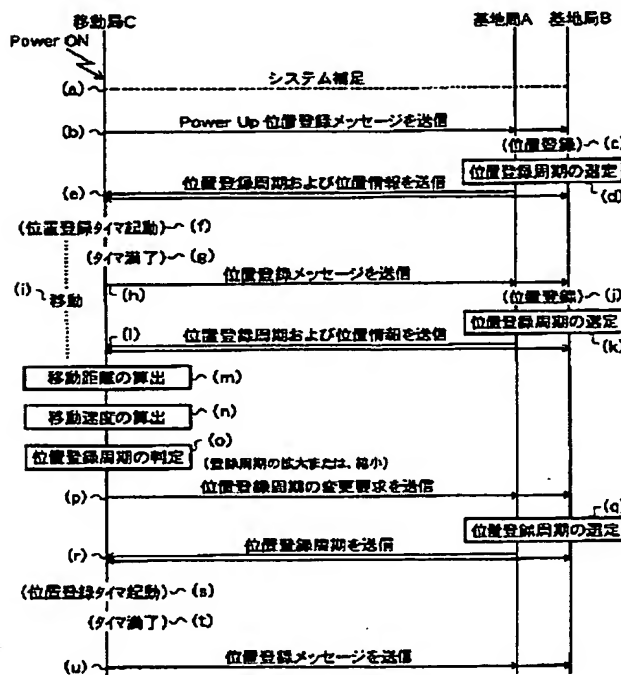 移動局C 基地局A 基地局B
Power ON
(a) システム補足
(b) Power Up 位置登録メッセージを送信
(位置登録) (c)
位置登録周期の選定
(d)
(e) 位置登録周期および位置情報を送信
(位置登録タイマ起動) (f)
(タイマ満了) (g)
(h) 位置登録メッセージを送信
(i) 移動
(位置登録) (j)
位置登録周期の選定
(k)
(l) 位置登録周期および位置情報を送信
移動距離の算出 (m)
移動速度の算出 (n)
(o)
位置登録周期の判定 (登録周期の拡大または、縮小)
(p) 位置登録周期の変更要求を送信
(q)
位置登録周期の選定
(r) 位置登録周期を送信
(位置登録タイマ起動) (s)
(タイマ満了) (t)
(u) 位置登録メッセージを送信